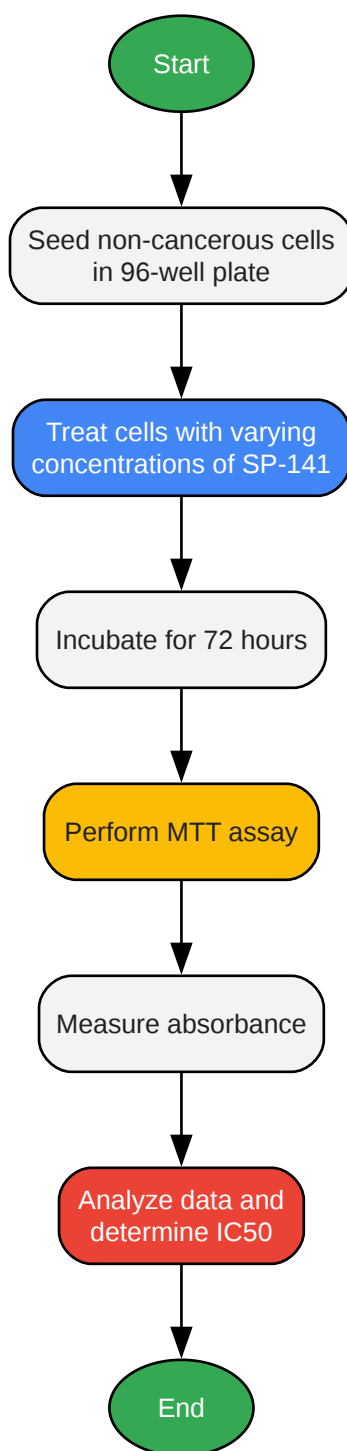 Start
Seed non-cancerous cells
in 96-well plate
Treat cells with varying
concentrations of SP-141
Incubate for 72 hours
Perform MTT assay
Measure absorbance
Analyze data and
determine IC50
End